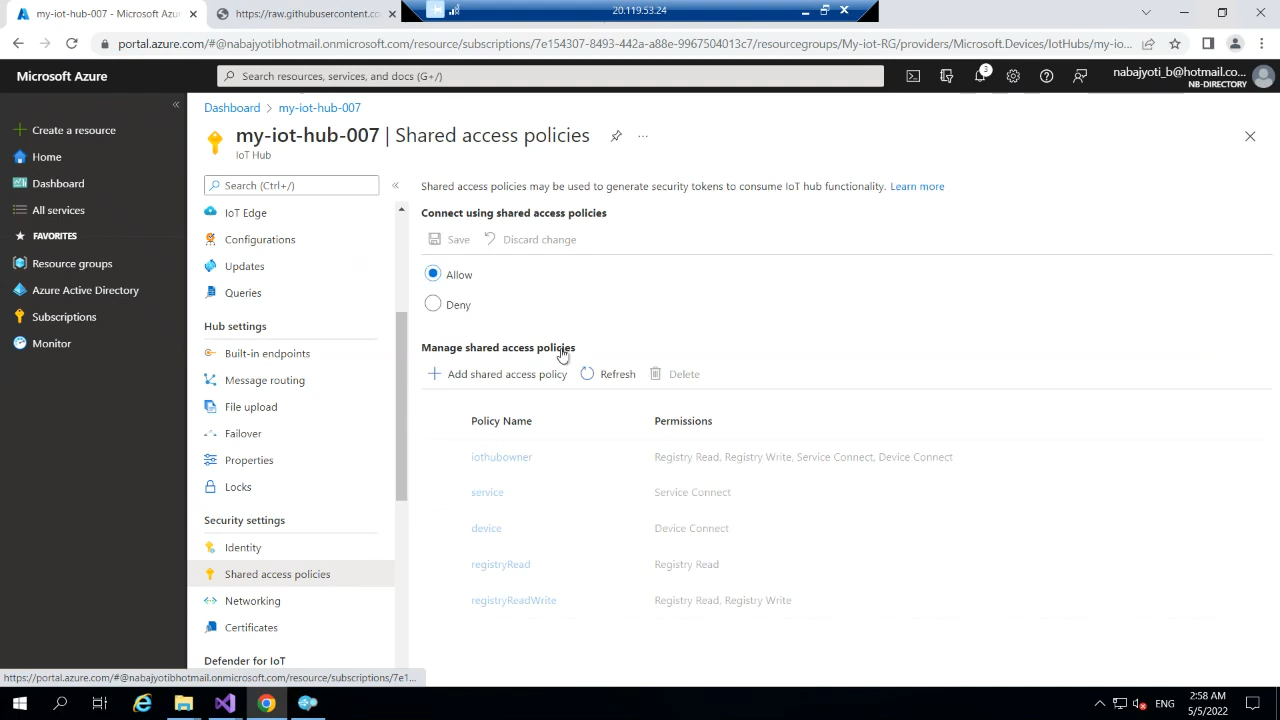 my-iot-hub-007 - Microsoft Azure
https://raw.githubusercontent.co
20.119.53.24
portal.azure.com/#@nabajyotibhotmail.onmicrosoft.com/resource/subscriptions/7e154307-8493-442a-a88e-9967504013c7/resourcegroups/My-iot-RG/providers/Microsoft.Devices/IotHubs/my-io...
Microsoft Azure
Search resources, services, and docs (G+/)
3
nabajyoti_b@hotmail.co...
NB-DIRECTORY
Create a resource
Home
Dashboard
All services
FAVORITES
Resource groups
Azure Active Directory
Subscriptions
Monitor
Dashboard > my-iot-hub-007
my-iot-hub-007 | Shared access policies
...
IoT Hub
Search (Ctrl+/)
IoT Edge
Configurations
Updates
Queries
Hub settings
Built-in endpoints
Message routing
File upload
Failover
Properties
Locks
Security settings
Identity
Shared access policies
Networking
Certificates
Defender for IoT
Shared access policies may be used to generate security tokens to consume IoT hub functionality. Learn more
Connect using shared access policies
Save Discard change
Allow
Deny
Manage shared access policies
Add shared access policy Refresh Delete
Policy Name Permissions
iothubowner Registry Read, Registry Write, Service Connect, Device Connect
service Service Connect
device Device Connect
registryRead Registry Read
registryReadWrite Registry Read, Registry Write
https://portal.azure.com/#@nabajyotibhotmail.onmicrosoft.com/resource/subscriptions/7e1...
ENG
2:58 AM
5/5/2022